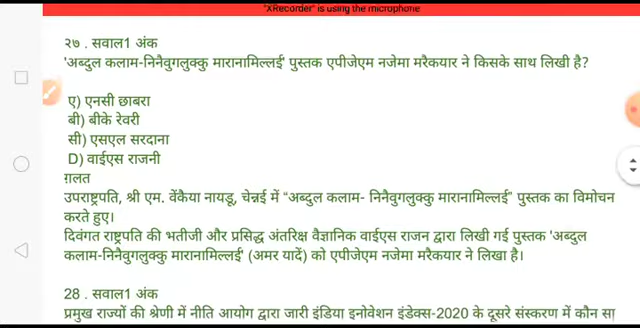 "XRecorder" is using the microphone
२७ . सवाल1 अंक
'अब्दुल कलाम-निनैवुगलुक्कु मारानामिल्लई' पुस्तक एपीजेएम नजेमा मरैकयार ने किसके साथ लिखी है?
ए) एनसी छाबरा
बी) बीके रेवरी
सी) एसएल सरदाना
D) वाईएस राजनी
ग़लत
उपराष्ट्रपति, श्री एम. वेंकैया नायडू, चेन्नई में "अब्दुल कलाम- निनैवुगलुक्कु मारानामिल्लई" पुस्तक का विमोचन
करते हुए।
दिवंगत राष्ट्रपति की भतीजी और प्रसिद्ध अंतरिक्ष वैज्ञानिक वाईएस राजन द्वारा लिखी गई पुस्तक 'अब्दुल
कलाम-निनैवुगलुक्कु मारानामिल्लई' (अमर यादें) को एपीजेएम नजेमा मरैकयार ने लिखा है।
28 . सवाल1 अंक
प्रमुख राज्यों की श्रेणी में नीति आयोग द्वारा जारी इंडिया इनोवेशन इंडेक्स-2020 के दूसरे संस्करण में कौन सा